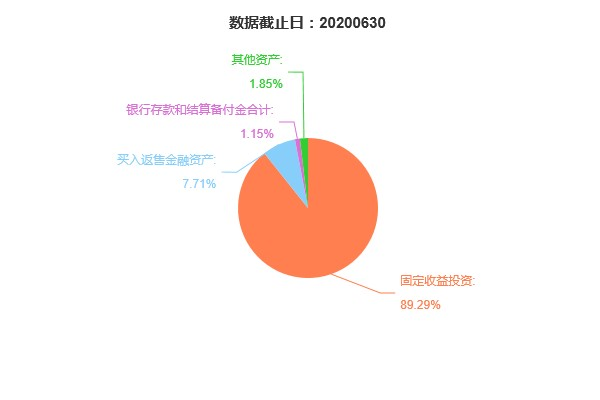 数据截止日：20200630
其他资产:
1.85%
银行存款和结算备付金合计:
1.15%
买入返售金融资产:
7.71%
固定收益投资:
89.29%